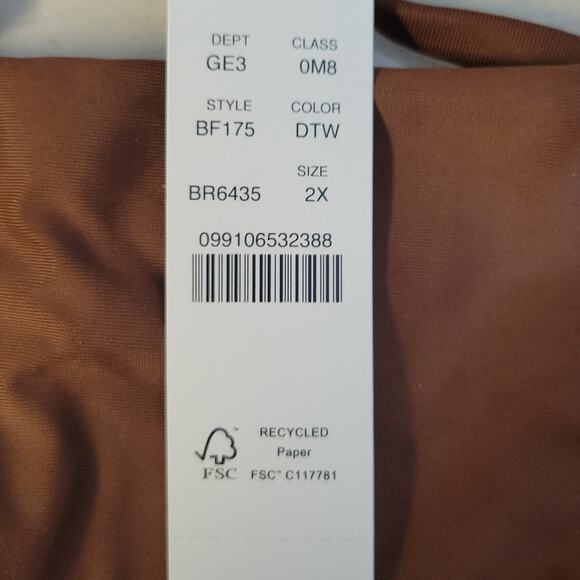 DEPT CLASS
GE3 0M8
STYLE COLOR
BF175 DTW
SIZE
BR6435 2X
099106532388
RECYCLED
Paper
FSC FSC™ C117781